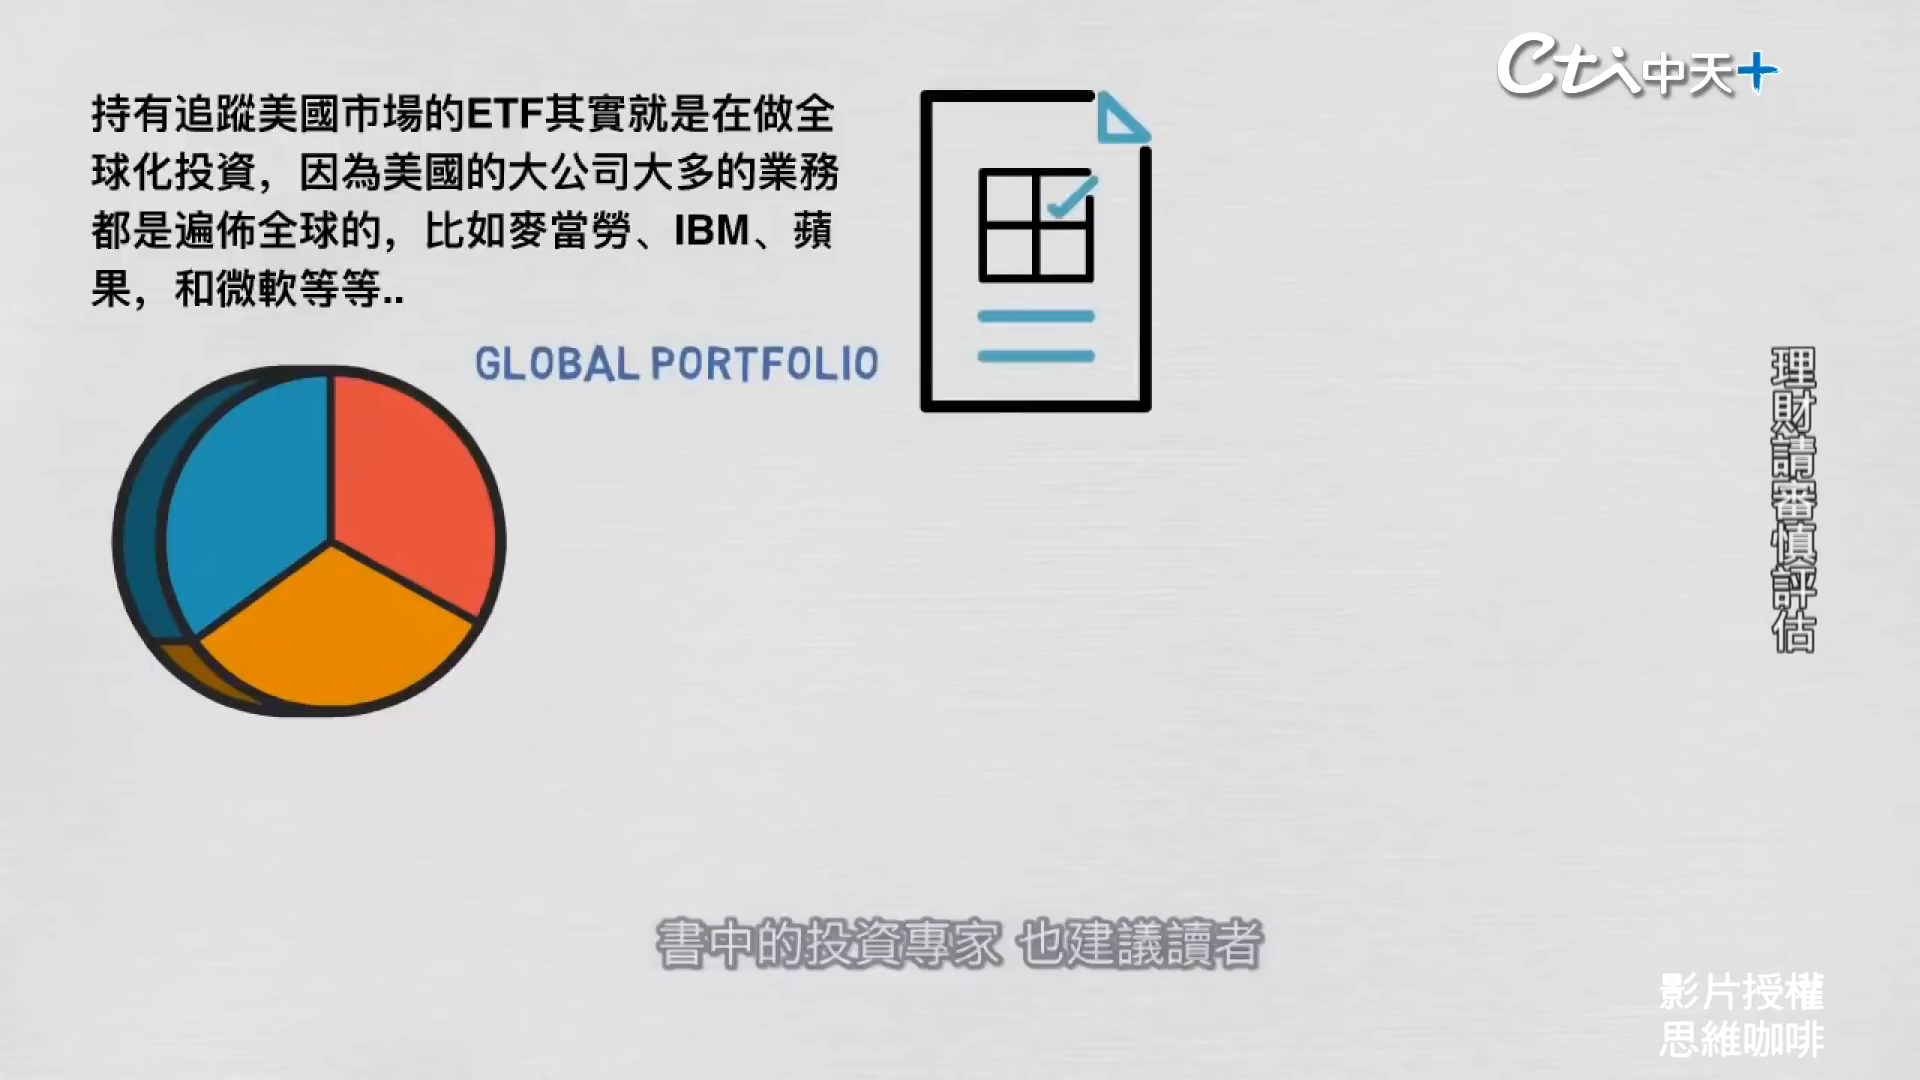 Cti中天+
持有追蹤美國市場的ETF其實就是在做全
球化投資，因為美國的大公司大多的業務
都是遍佈全球的，比如麥當勞、IBM、蘋
果，和微軟等等..
GLOBAL PORTFOLIO
理財請審慎評估
書中的投資專家 也建議讀者
影片授權
思維咖啡